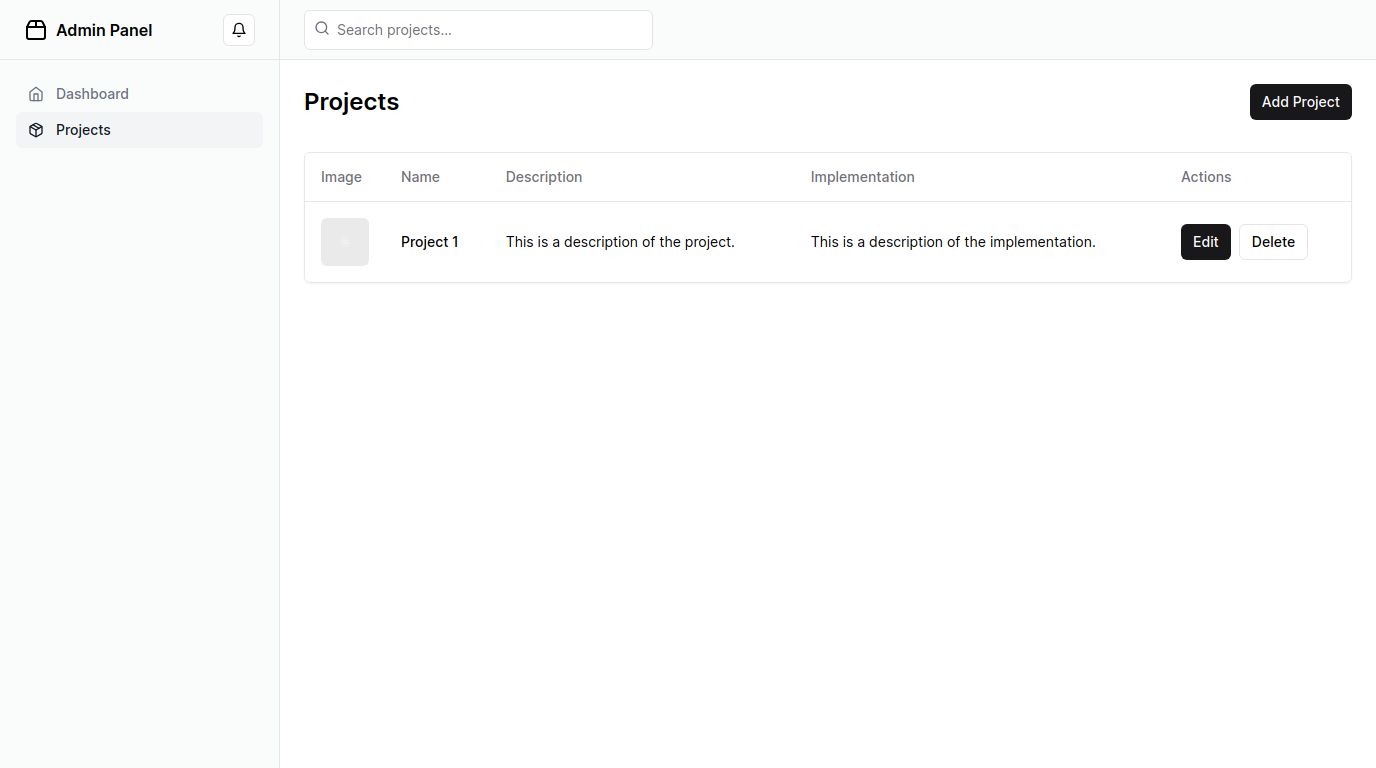 Admin Panel
Search projects...
Dashboard
Projects
Projects
Add Project
Image Name Description Implementation Actions
Project 1 This is a description of the project. This is a description of the implementation. Edit Delete